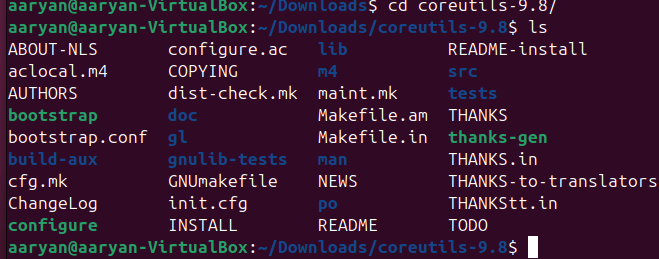 aaryan@aaryan-VirtualBox:~/Downloads$ cd coreutils-9.8/
aaryan@aaryan-VirtualBox:~/Downloads/coreutils-9.8$ ls
ABOUT-NLS configure.ac lib README-install
aclocal.m4 COPYING m4 src
AUTHORS dist-check.mk maint.mk tests
bootstrap doc Makefile.am THANKS
bootstrap.conf gl Makefile.in thanks-gen
build-aux gnulib-tests man THANKS.in
cfg.mk GNUmakefile NEWS THANKS-to-translators
ChangeLog init.cfg po THANKStt.in
configure INSTALL README TODO
aaryan@aaryan-VirtualBox:~/Downloads/coreutils-9.8$